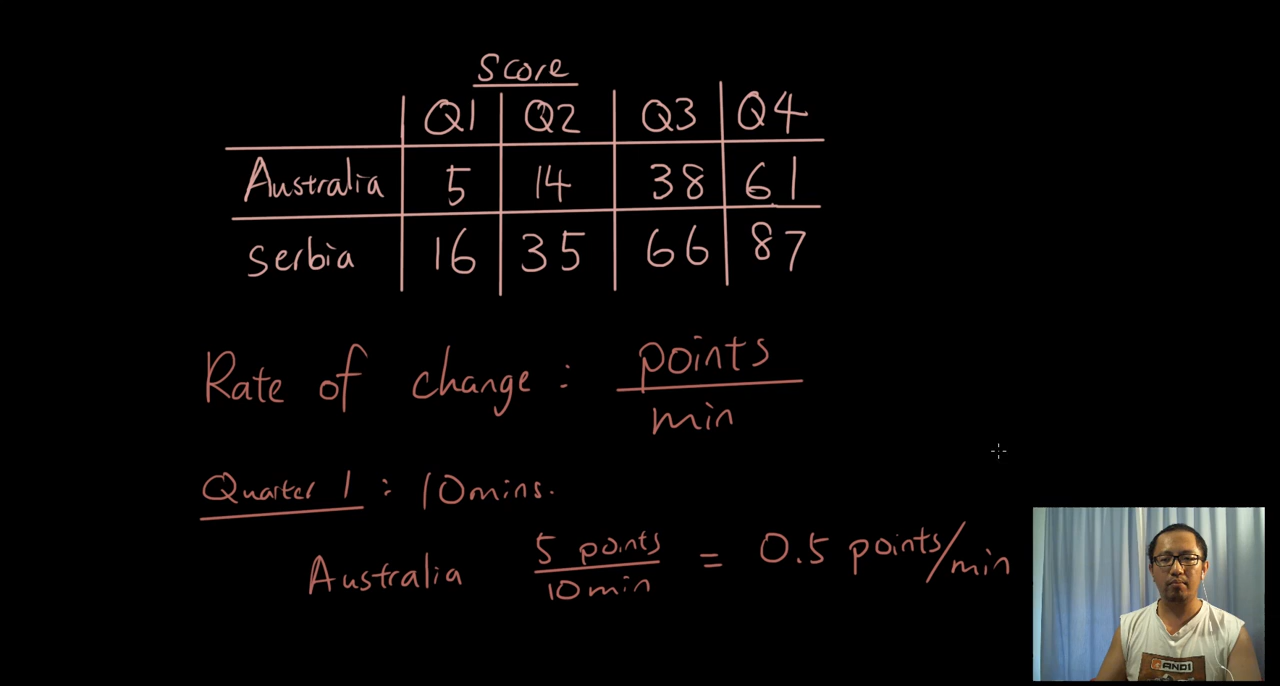 Score
Q1 Q2 Q3 Q4
Australia 5 14 38 61
Serbia 16 35 66 87
Rate of change : points
min
Quarter 1 : 10mins.
Australia 5 points = 0.5 points/min
10min
ANDI